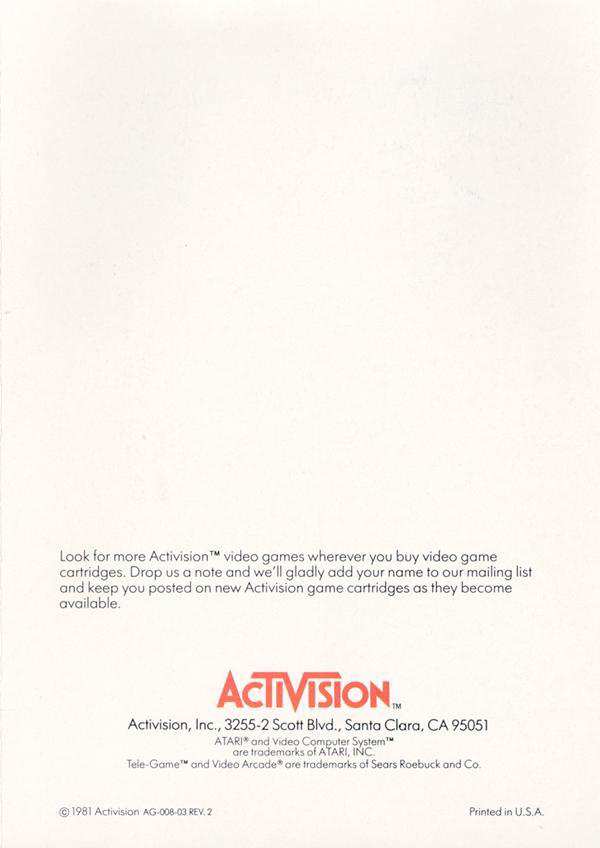 Look for more Activision™ video games wherever you buy video game
cartridges. Drop us a note and we'll gladly add your name to our mailing list
and keep you posted on new Activision game cartridges as they become
available.
ACTIVISION™
Activision, Inc., 3255-2 Scott Blvd., Santa Clara, CA 95051
ATARI® and Video Computer System™
are trademarks of ATARI, INC.
Tele-Game™ and Video Arcade® are trademarks of Sears Roebuck and Co.
© 1981 Activision AG-008-03 REV. 2 Printed in U.S.A.